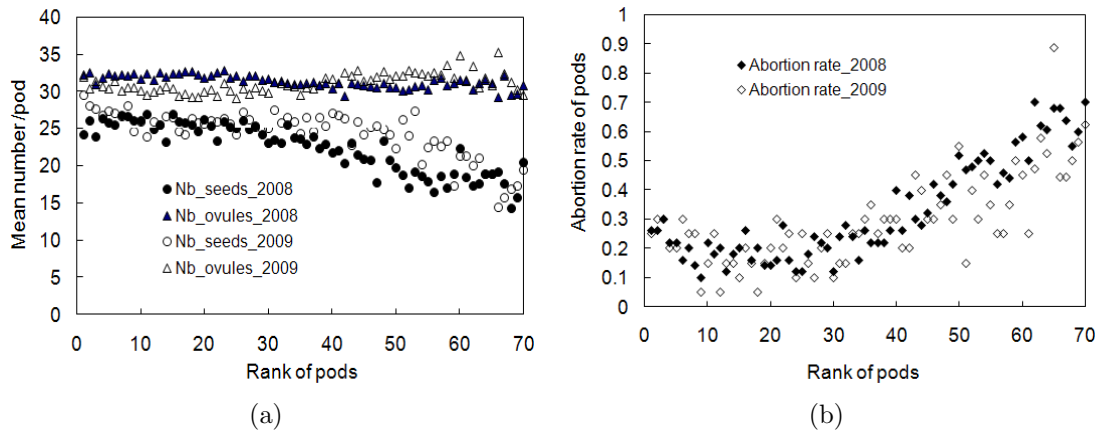 40
35
30
25
20
15
10
5
0
Mean number /pod
Nb_seeds_2008
Nb_ovules_2008
Nb_seeds_2009
Nb_ovules_2009
0 10 20 30 40 50 60 70
Rank of pods
(a)
1
0.9
0.8
0.7
0.6
0.5
0.4
0.3
0.2
0.1
0
Abortion rate of pods
Abortion rate_2008
Abortion rate_2009
0 10 20 30 40 50 60 70
Rank of pods
(b)